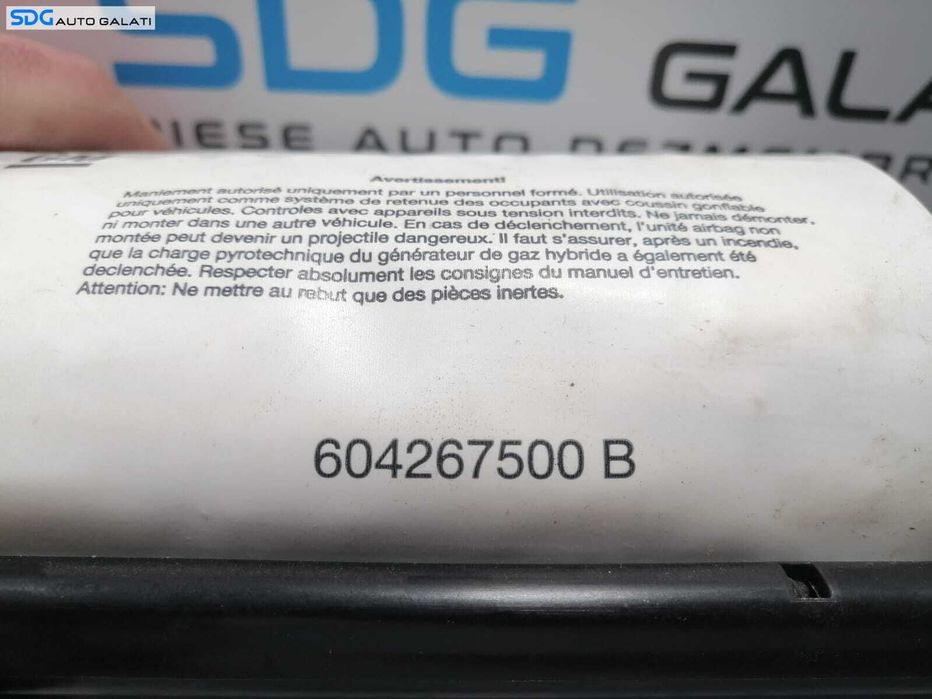 SDG AUTO GALATI
SDG GALA
IESE AUTO DEZMEMBR
Avertissement!
Maniement autorisé uniquement par un personnel formé. Utilisation autorisée
uniquement comme système de retenue des occupants avec coussin gonflable
pour véhicules. Controles avec appareils sous tension interdits. Ne jamais démonter,
ni monter dans une autre véhicule. En cas de déclenchement, l'unité airbag non
montée peut devenir un projectile dangereux. Il faut s'assurer, après un incendie,
que la charge pyrotechnique du générateur de gaz hybride a également été
declenchée. Respecter absolument les consignes du manuel d'entretien.
Attention: Ne mettre au rebut que des pièces inertes.
604267500 B